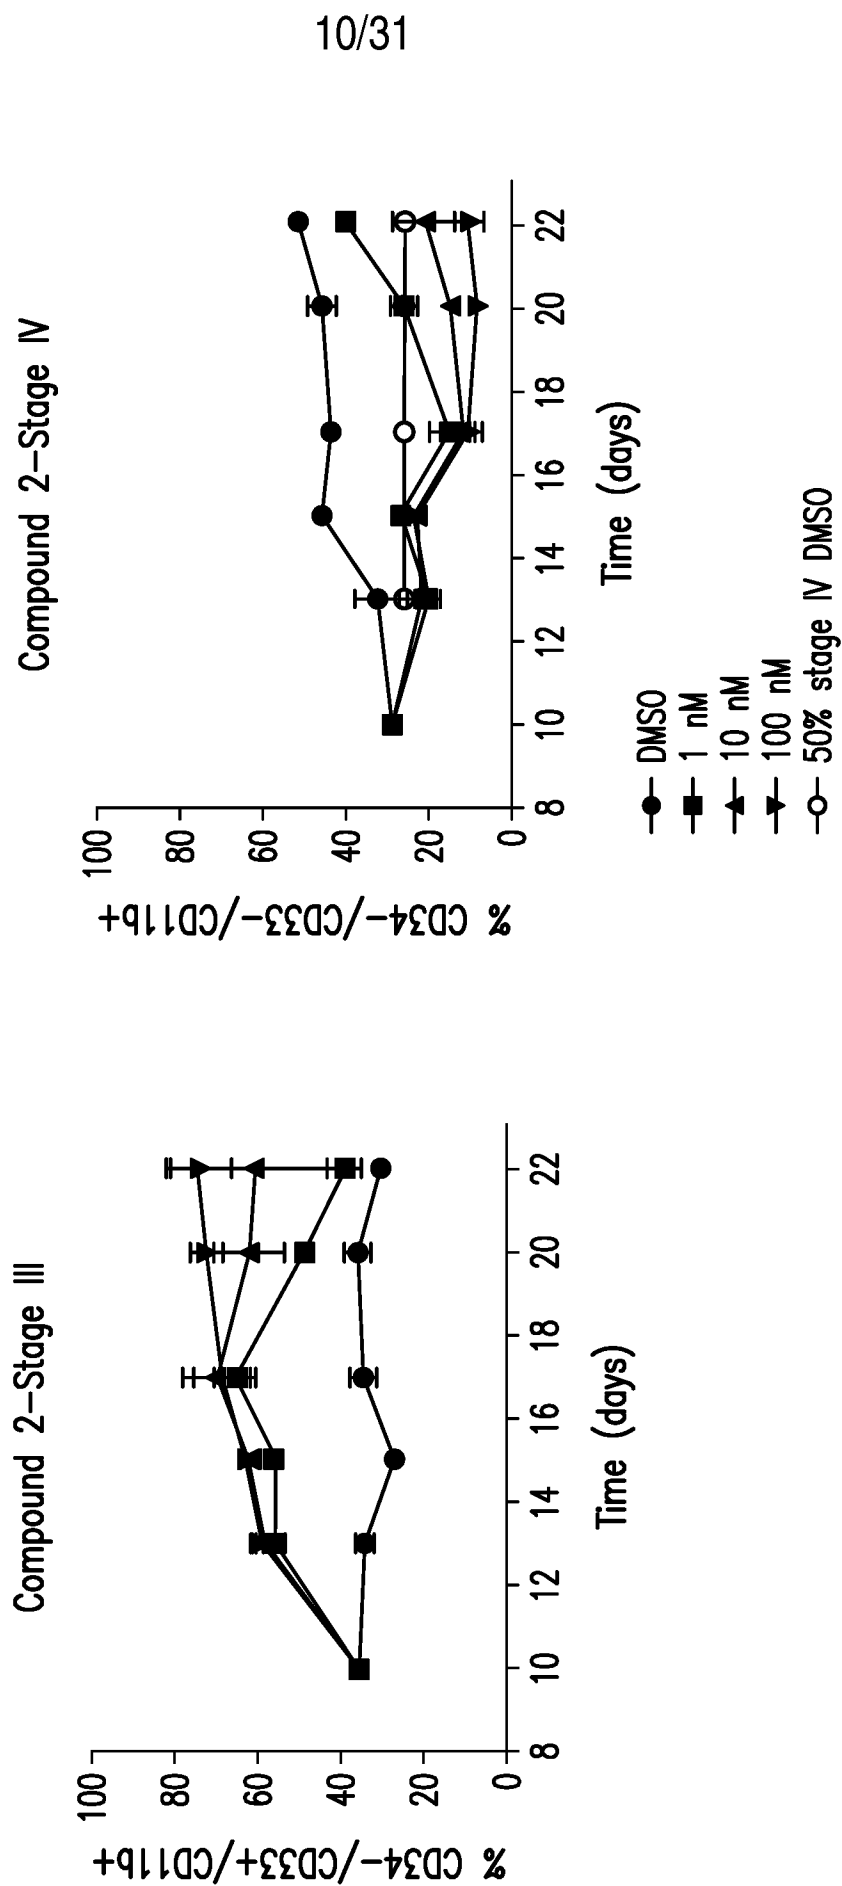 10/31
Compound 2-Stage III
% CD34-/CD33+/CD11b+
100
80
60
40
20
0
8
10
12
14
16
18
20
22
Time (days)
Compound 2-Stage IV
% CD34-/CD33-/CD11b+
100
80
60
40
20
0
8
10
12
14
16
18
20
22
Time (days)
DMSO
1 nM
10 nM
100 nM
50% stage IV DMSO